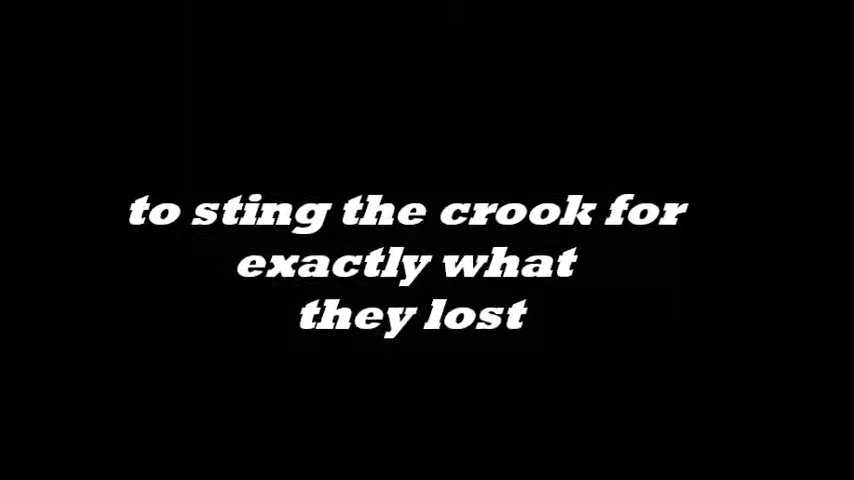 to sting the crook for
exactly what
they lost